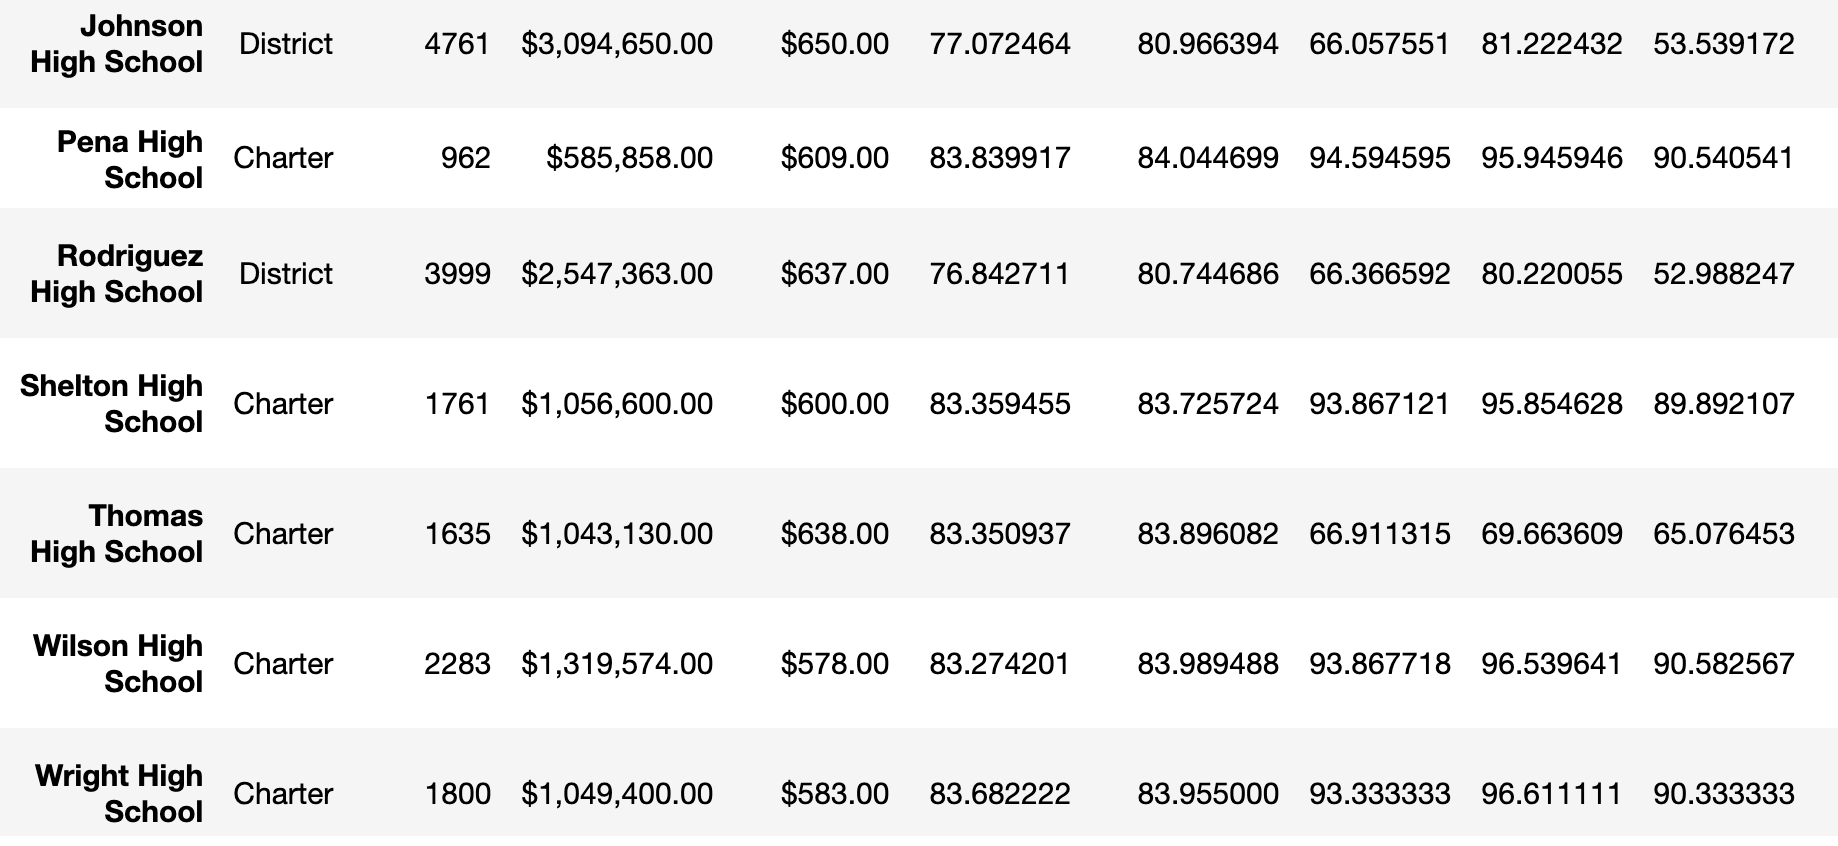 Johnson
High School District 4761 $3,094,650.00 $650.00 77.072464 80.966394 66.057551 81.222432 53.539172
Pena High
School Charter 962 $585,858.00 $609.00 83.839917 84.044699 94.594595 95.945946 90.540541
Rodriguez
High School District 3999 $2,547,363.00 $637.00 76.842711 80.744686 66.366592 80.220055 52.988247
Shelton High
School Charter 1761 $1,056,600.00 $600.00 83.359455 83.725724 93.867121 95.854628 89.892107
Thomas
High School Charter 1635 $1,043,130.00 $638.00 83.350937 83.896082 66.911315 69.663609 65.076453
Wilson High
School Charter 2283 $1,319,574.00 $578.00 83.274201 83.989488 93.867718 96.539641 90.582567
Wright High
School Charter 1800 $1,049,400.00 $583.00 83.682222 83.955000 93.333333 96.611111 90.333333